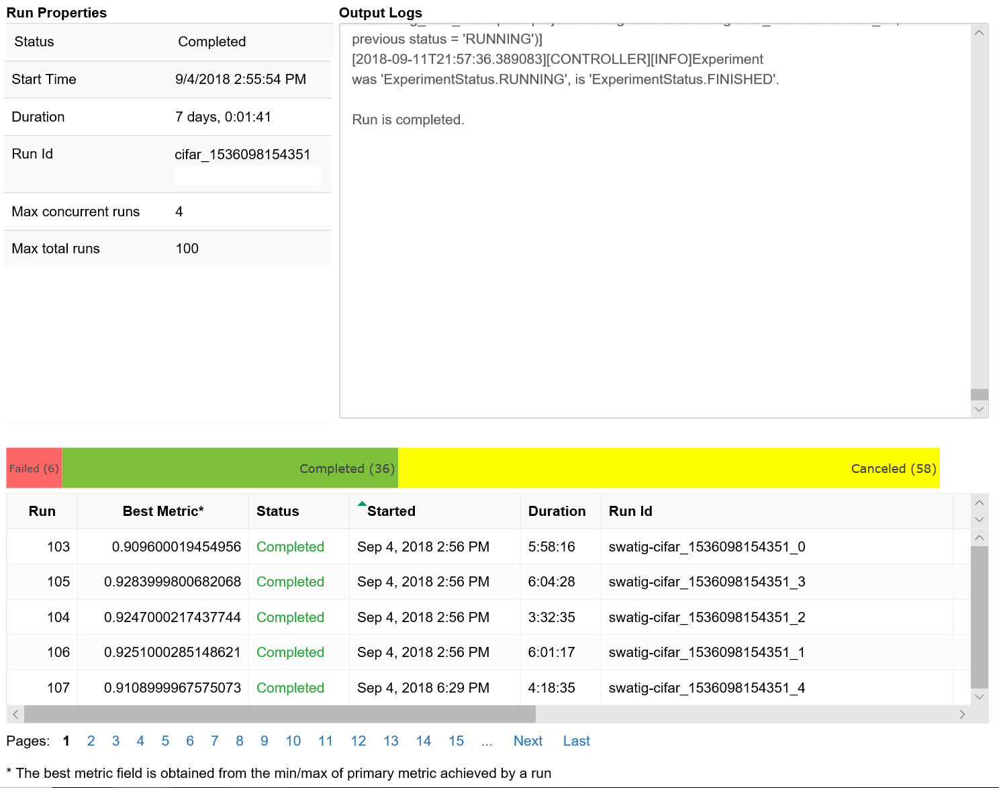 Run Properties
Status Completed
Start Time 9/4/2018 2:55:54 PM
Duration 7 days, 0:01:41
Run Id cifar_1536098154351
Max concurrent runs 4
Max total runs 100
Output Logs
previous status = 'RUNNING')]
[2018-09-11T21:57:36.389083][CONTROLLER][INFO]Experiment
was 'ExperimentStatus.RUNNING', is 'ExperimentStatus.FINISHED'.
Run is completed.
Failed (6) Completed (36) Canceled (58)
Run Best Metric* Status Started Duration Run Id
103 0.909600019454956 Completed Sep 4, 2018 2:56 PM 5:58:16 swatig-cifar_1536098154351_0
105 0.9283999800682068 Completed Sep 4, 2018 2:56 PM 6:04:28 swatig-cifar_1536098154351_3
104 0.9247000217437744 Completed Sep 4, 2018 2:56 PM 3:32:35 swatig-cifar_1536098154351_2
106 0.9251000285148621 Completed Sep 4, 2018 2:56 PM 6:01:17 swatig-cifar_1536098154351_1
107 0.9108999967575073 Completed Sep 4, 2018 6:29 PM 4:18:35 swatig-cifar_1536098154351_4
Pages: 1 2 3 4 5 6 7 8 9 10 11 12 13 14 15 ... Next Last
* The best metric field is obtained from the min/max of primary metric achieved by a run